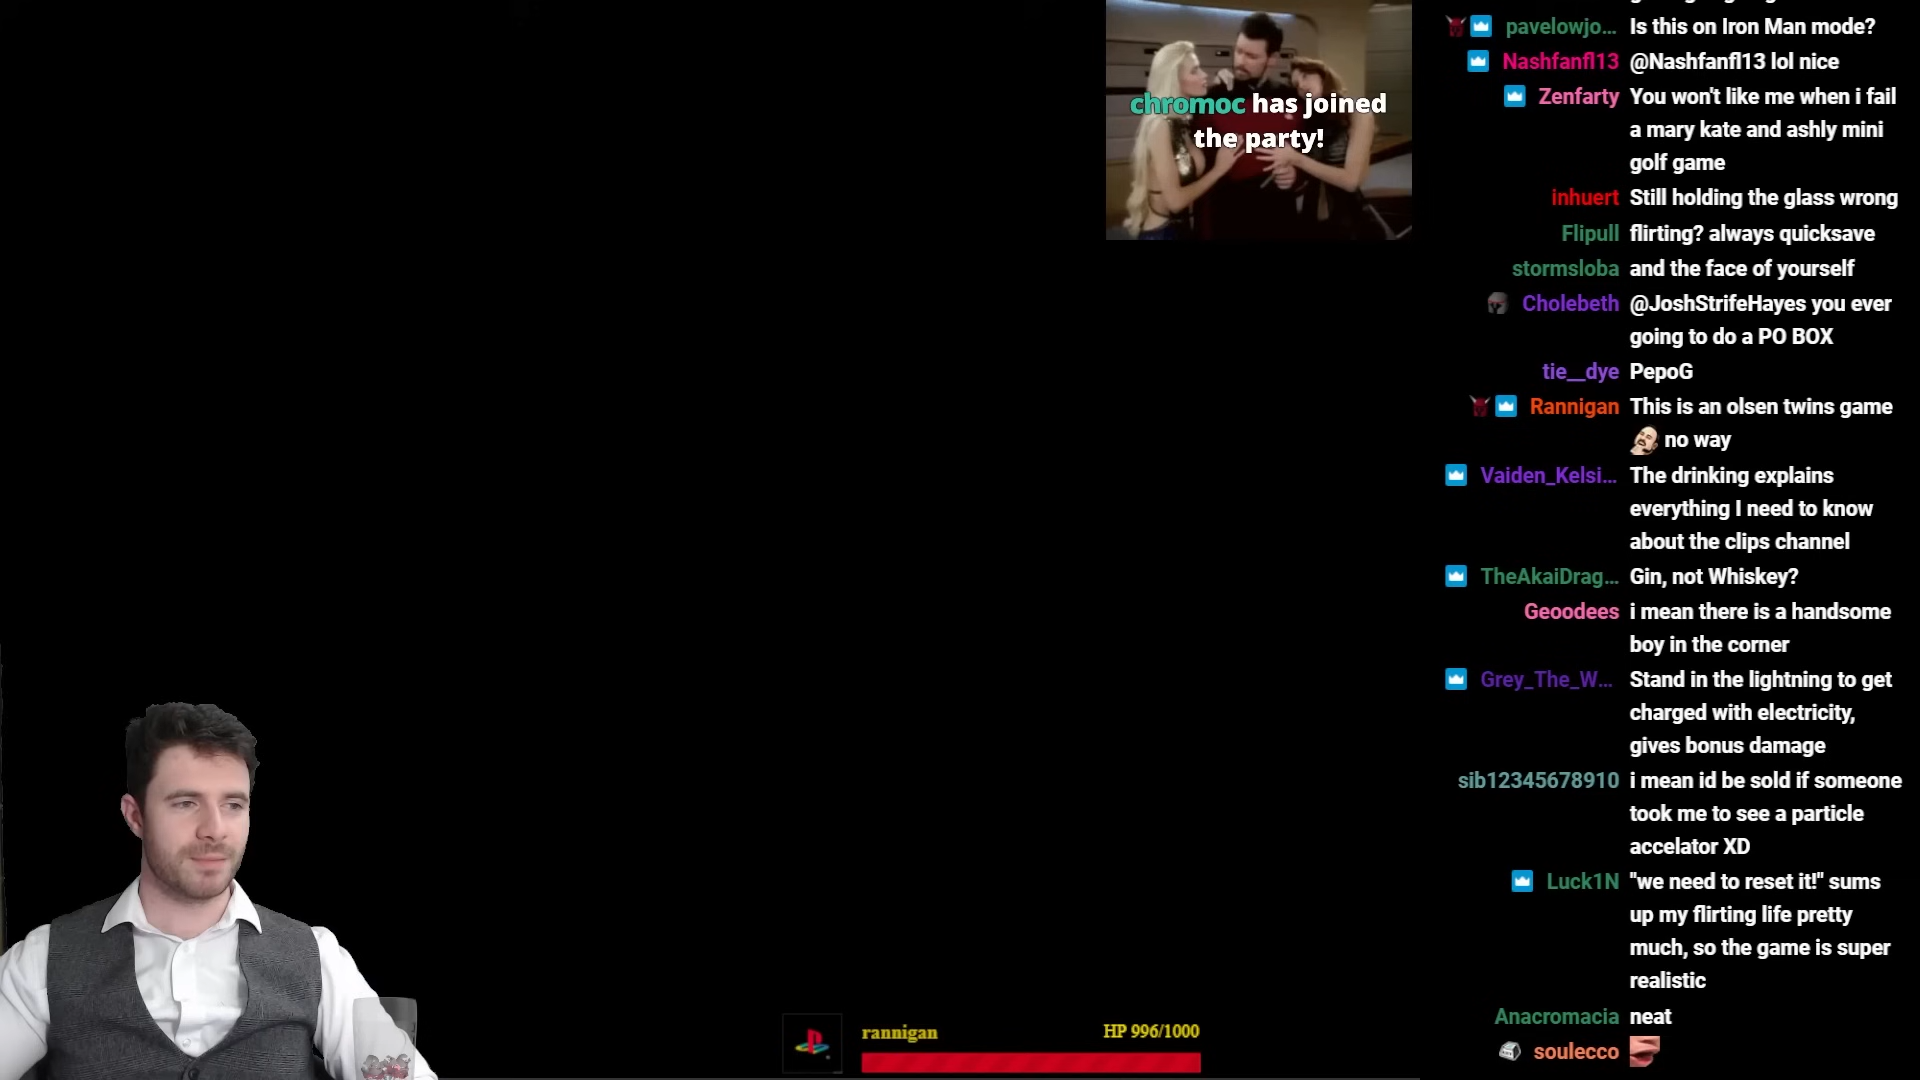 chromoc has joined
the party!
pavelowjo... Is this on Iron Man mode?
Nashfanfl13 @Nashfanfl13 lol nice
Zenfarty You won't like me when i fail
a mary kate and ashly mini
golf game
inhuert Still holding the glass wrong
Flipull flirting? always quicksave
stormsloba and the face of yourself
Cholebeth @JoshStrifeHayes you ever
going to do a PO BOX
tie__dye PepoG
Rannigan This is an olsen twins game
no way
Vaiden_Kelsi... The drinking explains
everything I need to know
about the clips channel
TheAkaiDrag... Gin, not Whiskey?
Geoodees i mean there is a handsome
boy in the corner
Grey_The_W... Stand in the lightning to get
charged with electricity,
gives bonus damage
sib12345678910 i mean id be sold if someone
took me to see a particle
accelator XD
Luck1N "we need to reset it!" sums
up my flirting life pretty
much, so the game is super
realistic
Anacromacia neat
soulecco
rannigan HP 996/1000